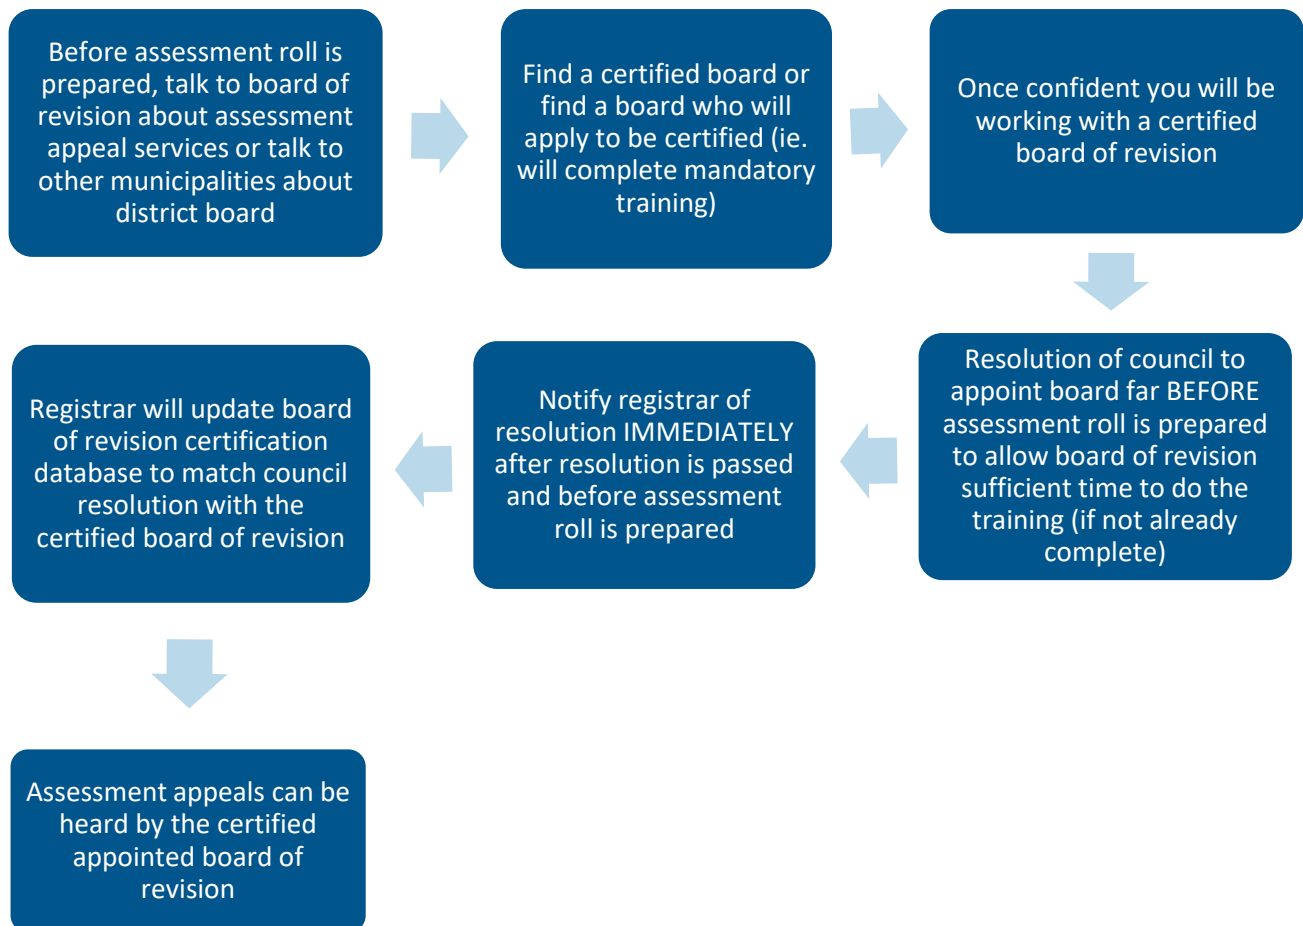 Before assessment roll is
prepared, talk to board of
revision about assessment
appeal services or talk to
other municipalities about
district board
Find a certified board or
find a board who will
apply to be certified (ie.
will complete mandatory
training)
Once confident you will be
working with a certified
board of revision
Resolution of council to
appoint board far BEFORE
assessment roll is prepared
to allow board of revision
sufficient time to do the
training (if not already
complete)
Notify registrar of
resolution IMMEDIATELY
after resolution is passed
and before assessment
roll is prepared
Registrar will update board
of revision certification
database to match council
resolution with the
certified board of revision
Assessment appeals can be
heard by the certified
appointed board of
revision